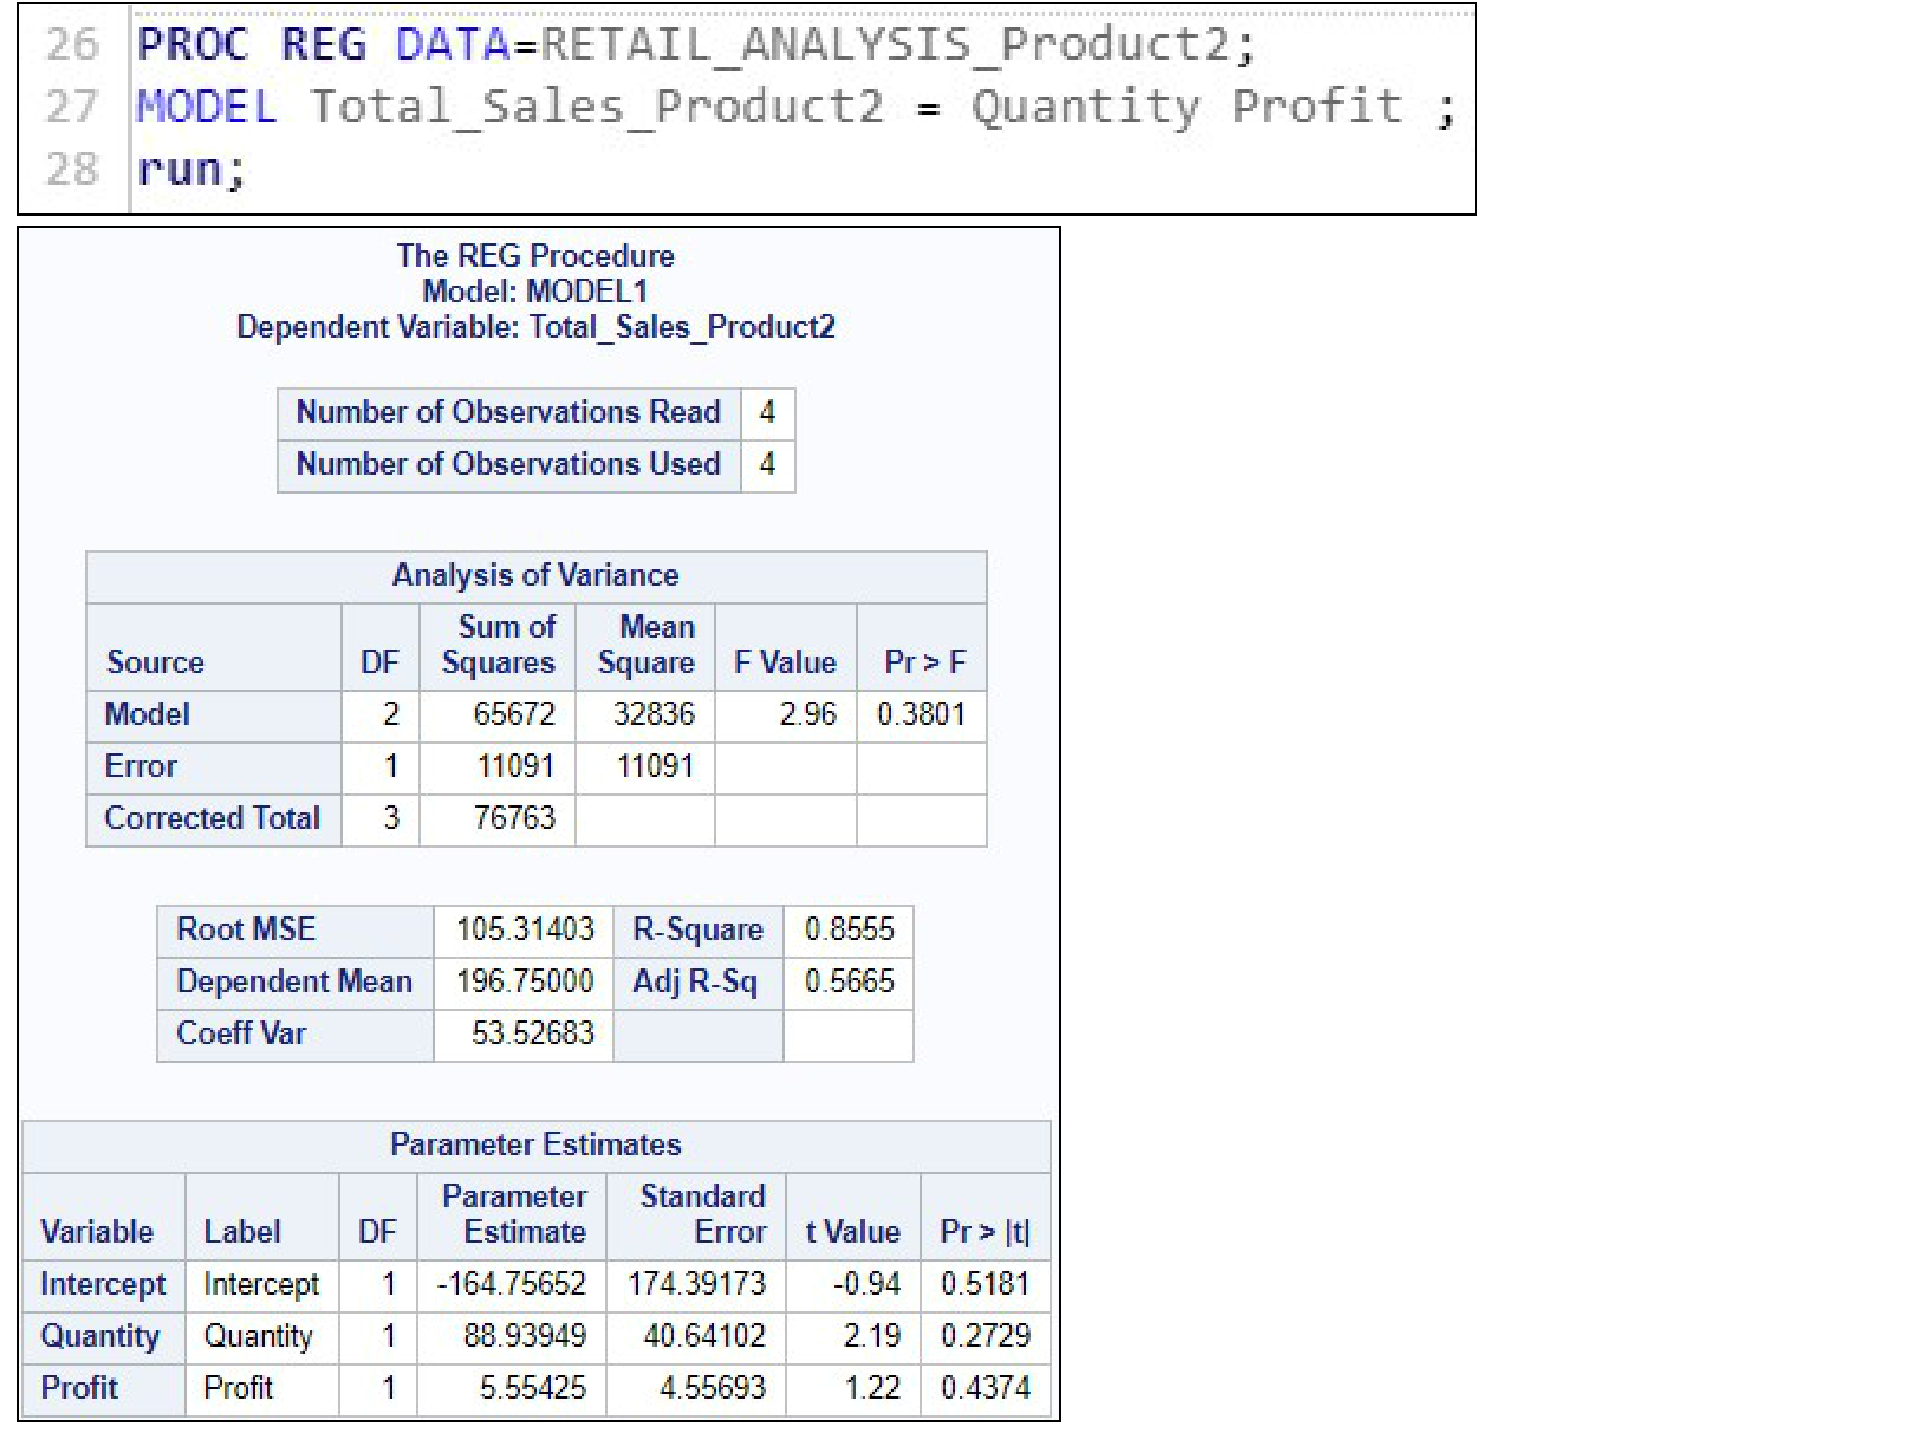 26 PROC REG DATA=RETAIL_ANALYSIS_Product2;
27 MODEL Total_Sales_Product2 = Quantity Profit ;
28 run;
The REG Procedure
Model: MODEL1
Dependent Variable: Total_Sales_Product2
Number of Observations Read 4
Number of Observations Used 4
Analysis of Variance
Source DF Sum of Squares Mean Square F Value Pr > F
Model 2 65672 32836 2.96 0.3801
Error 1 11091 11091
Corrected Total 3 76763
Root MSE 105.31403 R-Square 0.8555
Dependent Mean 196.75000 Adj R-Sq 0.5665
Coeff Var 53.52683
Parameter Estimates
Variable Label DF Parameter Estimate Standard Error t Value Pr > |t|
Intercept Intercept 1 -164.75652 174.39173 -0.94 0.5181
Quantity Quantity 1 88.93949 40.64102 2.19 0.2729
Profit Profit 1 5.55425 4.55693 1.22 0.4374